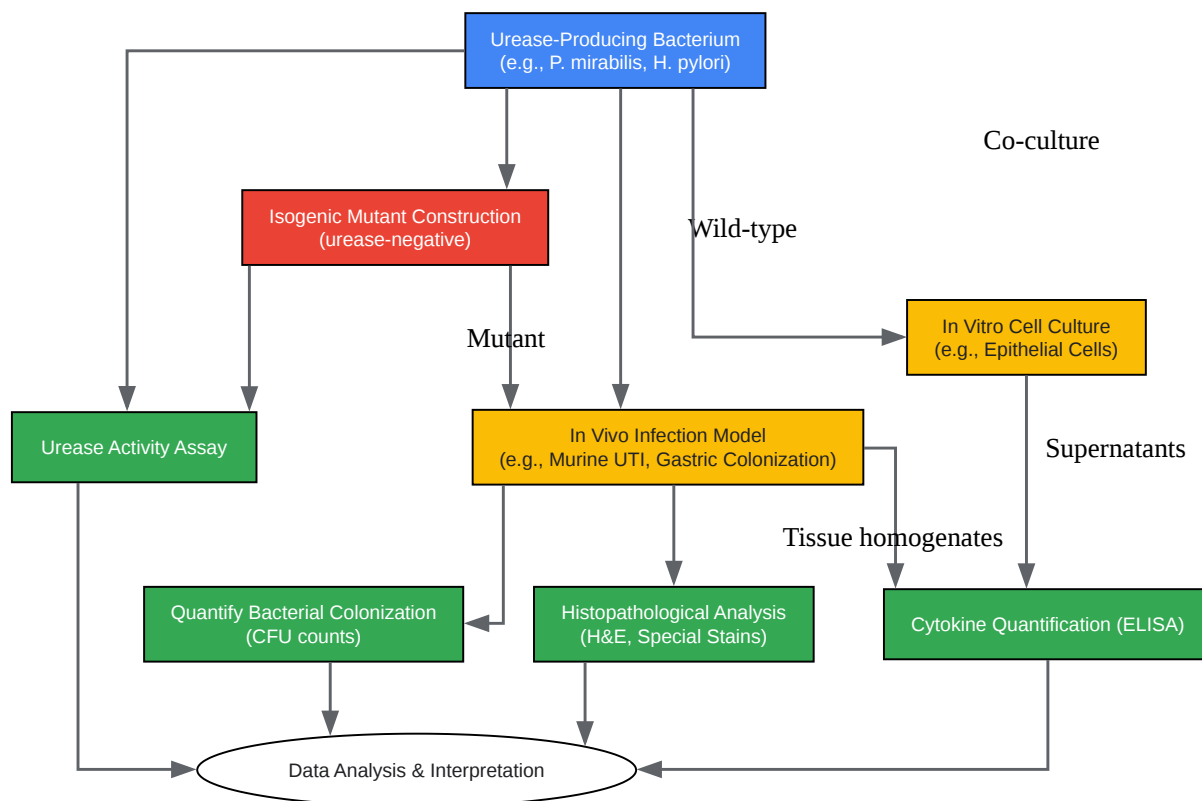 Urease-Producing Bacterium
(e.g., P. mirabilis, H. pylori)
Co-culture
Isogenic Mutant Construction
(urease-negative)
Wild-type
Mutant
In Vitro Cell Culture
(e.g., Epithelial Cells)
Urease Activity Assay
In Vivo Infection Model
(e.g., Murine UTI, Gastric Colonization)
Supernatants
Tissue homogenates
Quantify Bacterial Colonization
(CFU counts)
Histopathological Analysis
(H&E, Special Stains)
Cytokine Quantification (ELISA)
Data Analysis & Interpretation